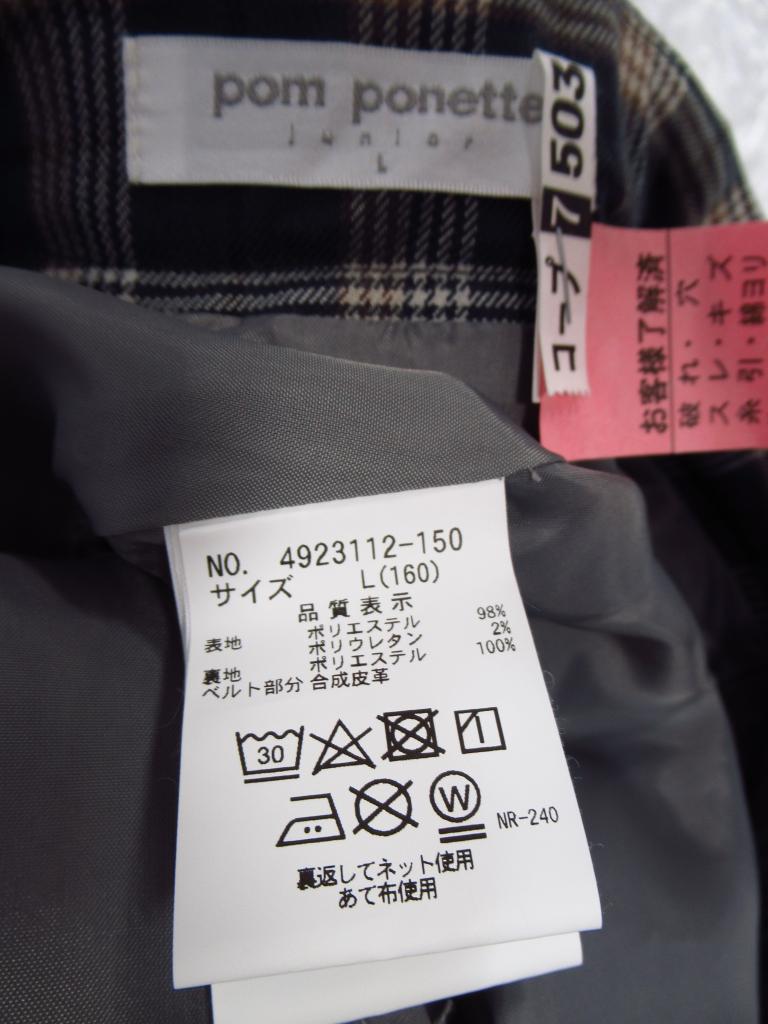 pom ponette
junior
L
コープ 7 503
お客様了解済
破れ・穴
スレ・キズ
糸引・綿ヨリ
NO. 4923112-150
サイズ L(160)
品質表示
表地 ポリエステル 98%
ポリウレタン 2%
裏地 ポリエステル 100%
ベルト部分 合成皮革
30
W
NR-240
裏返してネット使用
あて布使用